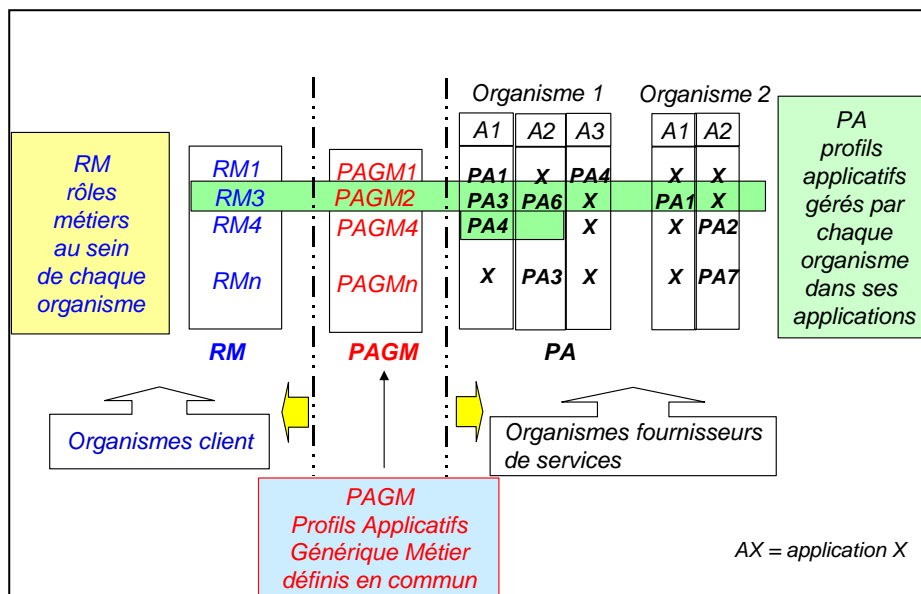 Organisme 1
Organisme 2
RM
rôles
métiers
au sein
de chaque
organisme
RM1
RM3
RM4
RMn
RM
PAGM1
PAGM2
PAGM4
PAGMn
PAGM
A1 A2 A3
PA1 X PA4
PA3 PA6 X
PA4 X
X PA3 X
A1 A2
X X
PA1 X
X PA2
X PA7
PA
PA
profils
applicatifs
gérés par
chaque
organisme
dans ses
applications
Organismes client
Organismes fournisseurs
de services
PAGM
Profils Applicatifs
Générique Métier
définis en commun
AX = application X